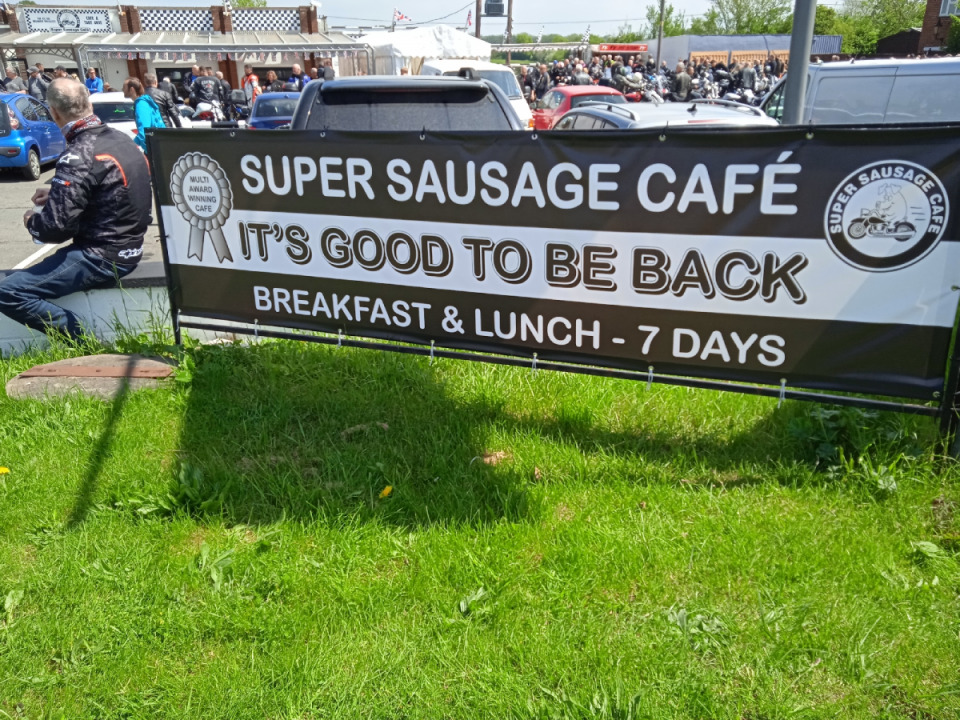 MULTI
AWARD
WINNING
CAFE
SUPER SAUSAGE CAFÉ
IT'S GOOD TO BE BACK
BREAKFAST & LUNCH - 7 DAYS
SUPER SAUSAGE CAFE